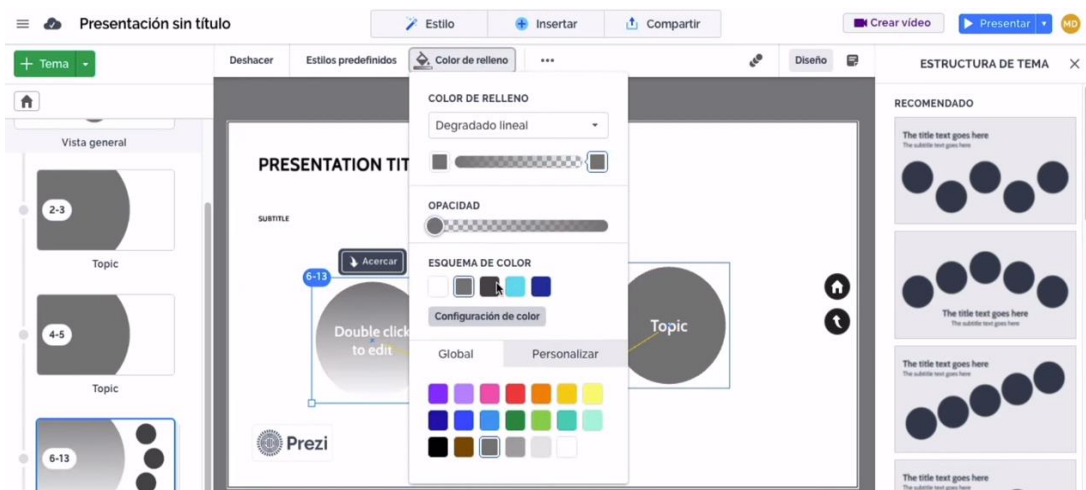 Presentación sin título
Estilo
Insertar
Compartir
Crear vídeo
Presentar
MD
Tema
Deshacer
Estilos predefinidos
Color de relleno
Diseño
ESTRUCTURA DE TEMA
Vista general
2-3
Topic
4-5
Topic
6-13
PRESENTATION TIT
SUBTITLE
Acercar
6-13
Double click
to edit
Topic
Prezi
COLOR DE RELLENO
Degradado lineal
OPACIDAD
ESQUEMA DE COLOR
Configuración de color
Global
Personalizar
RECOMENDADO
The title text goes here
The subtitle text goes here
The title text goes here
The subtitle text goes here
The title text goes here
The subtitle text goes here
The title text goes here